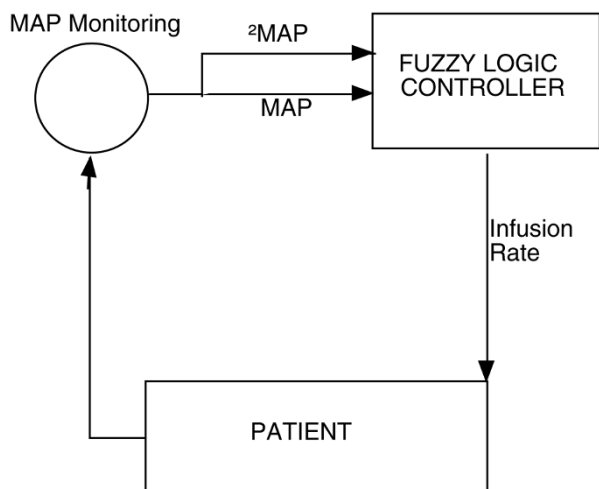 MAP Monitoring
²MAP
FUZZY LOGIC
CONTROLLER
MAP
Infusion
Rate
PATIENT